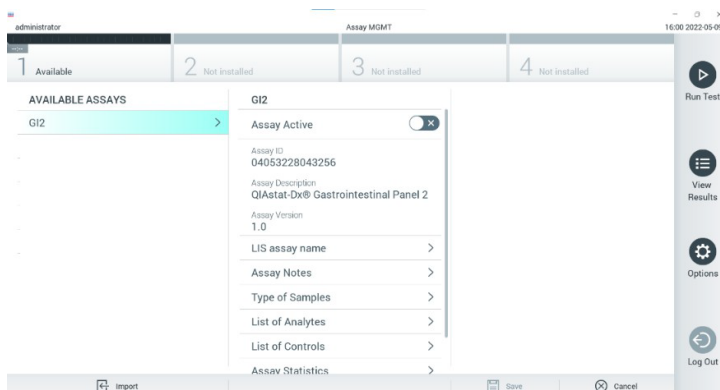 administrator Assay MGMT 16:00 2022-05-09
1 Available 2 Not installed 3 Not installed 4 Not installed
Run Test
AVAILABLE ASSAYS
GI2
GI2
Assay Active
Assay ID
04053228043256
Assay Description
QIAstat-Dx® Gastrointestinal Panel 2
Assay Version
1.0
LIS assay name
Assay Notes
Type of Samples
List of Analytes
List of Controls
Assay Statistics
View
Results
Options
Log Out
Import Save Cancel